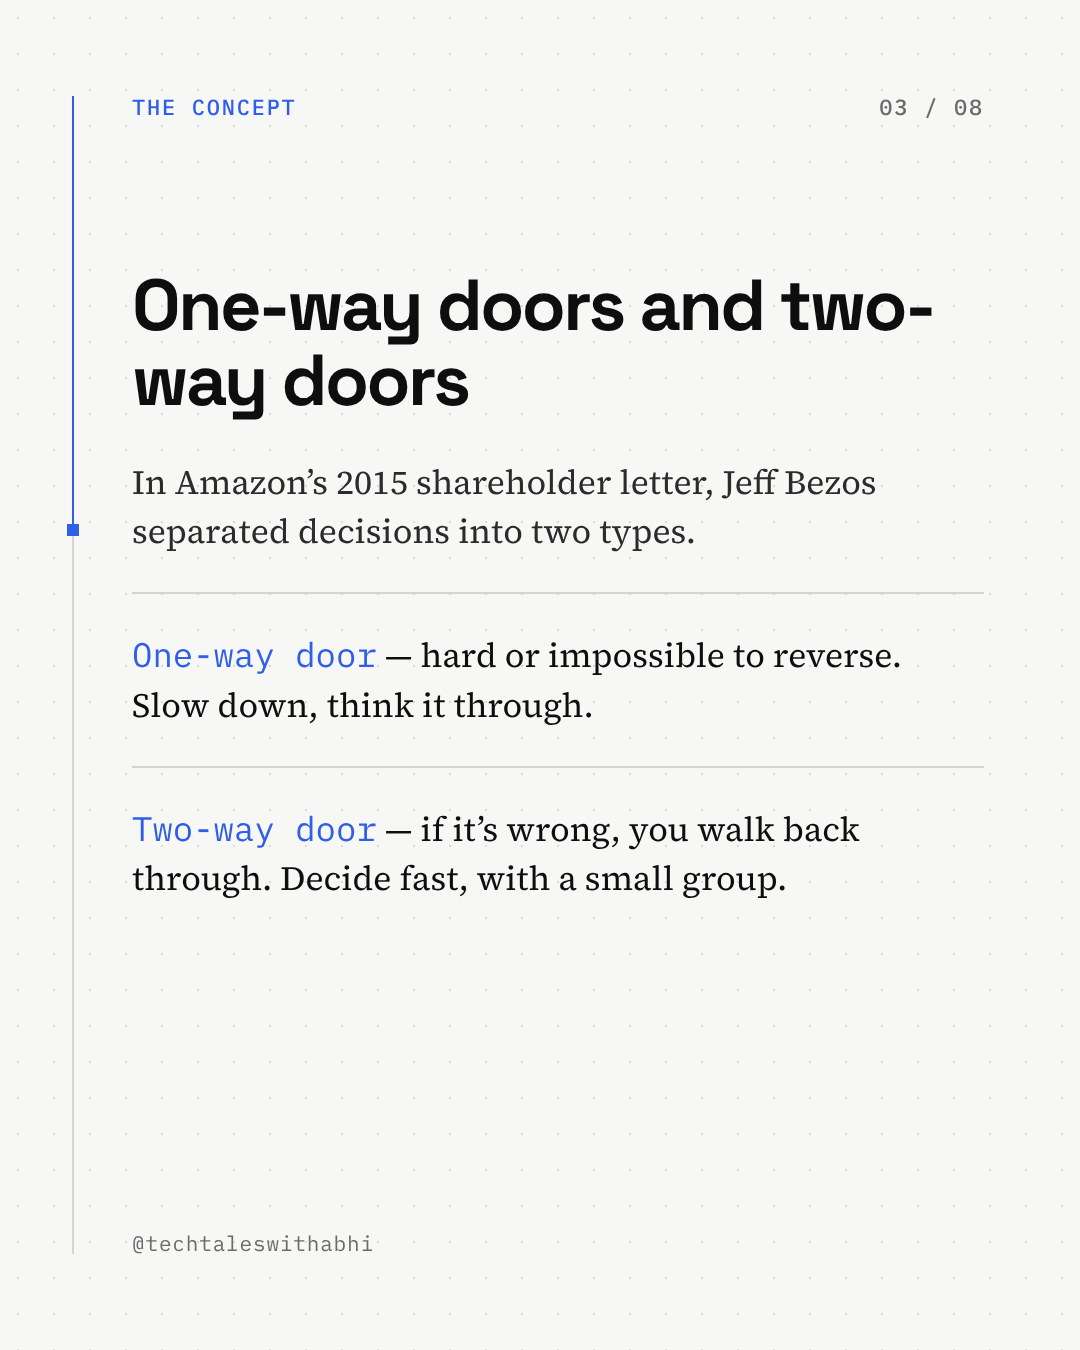 THE CONCEPT
03 / 08
One-way doors and two-
way doors
In Amazon’s 2015 shareholder letter, Jeff Bezos
separated decisions into two types.
One-way door — hard or impossible to reverse.
Slow down, think it through.
Two-way door — if it’s wrong, you walk back
through. Decide fast, with a small group.
@techtaleswithabhi